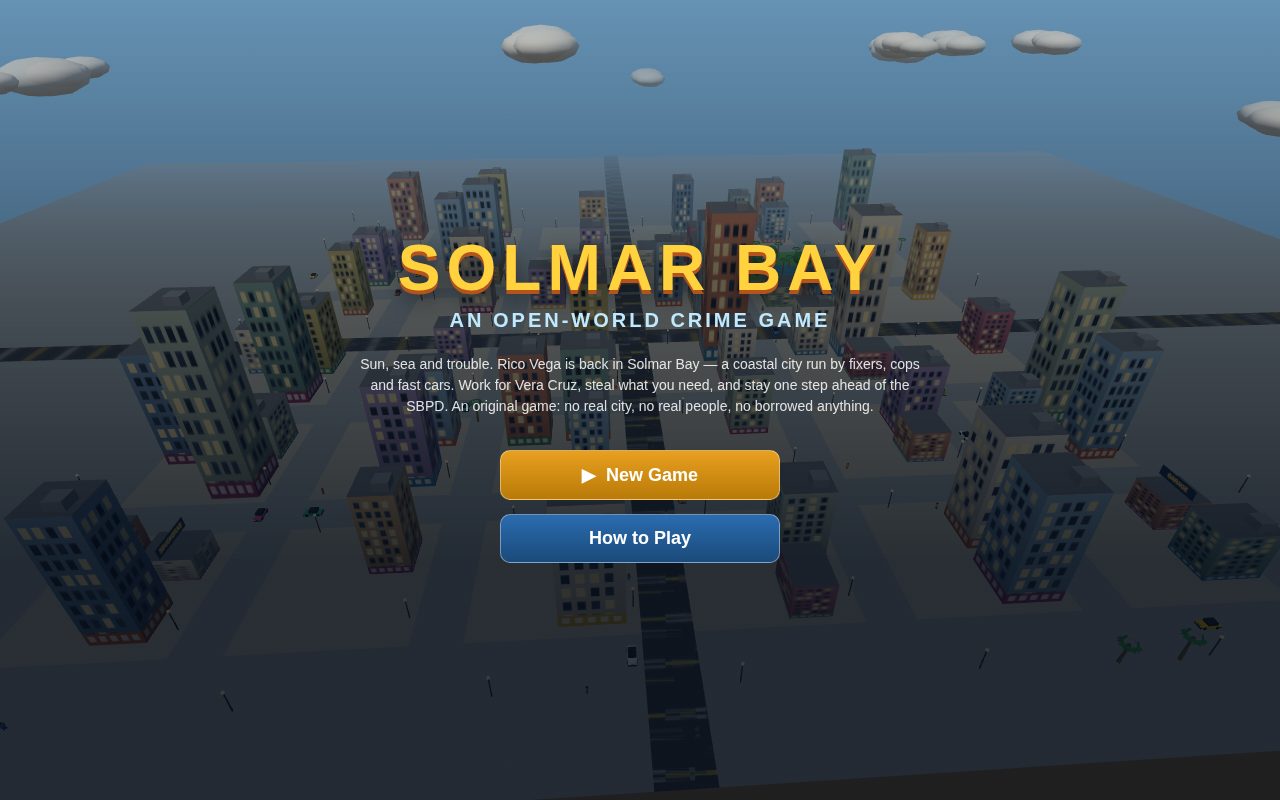 SOLMAR BAY
AN OPEN-WORLD CRIME GAME
Sun, sea and trouble. Rico Vega is back in Solmar Bay — a coastal city run by fixers, cops
and fast cars. Work for Vera Cruz, steal what you need, and stay one step ahead of the
SBPD. An original game: no real city, no real people, no borrowed anything.
▶ New Game
How to Play